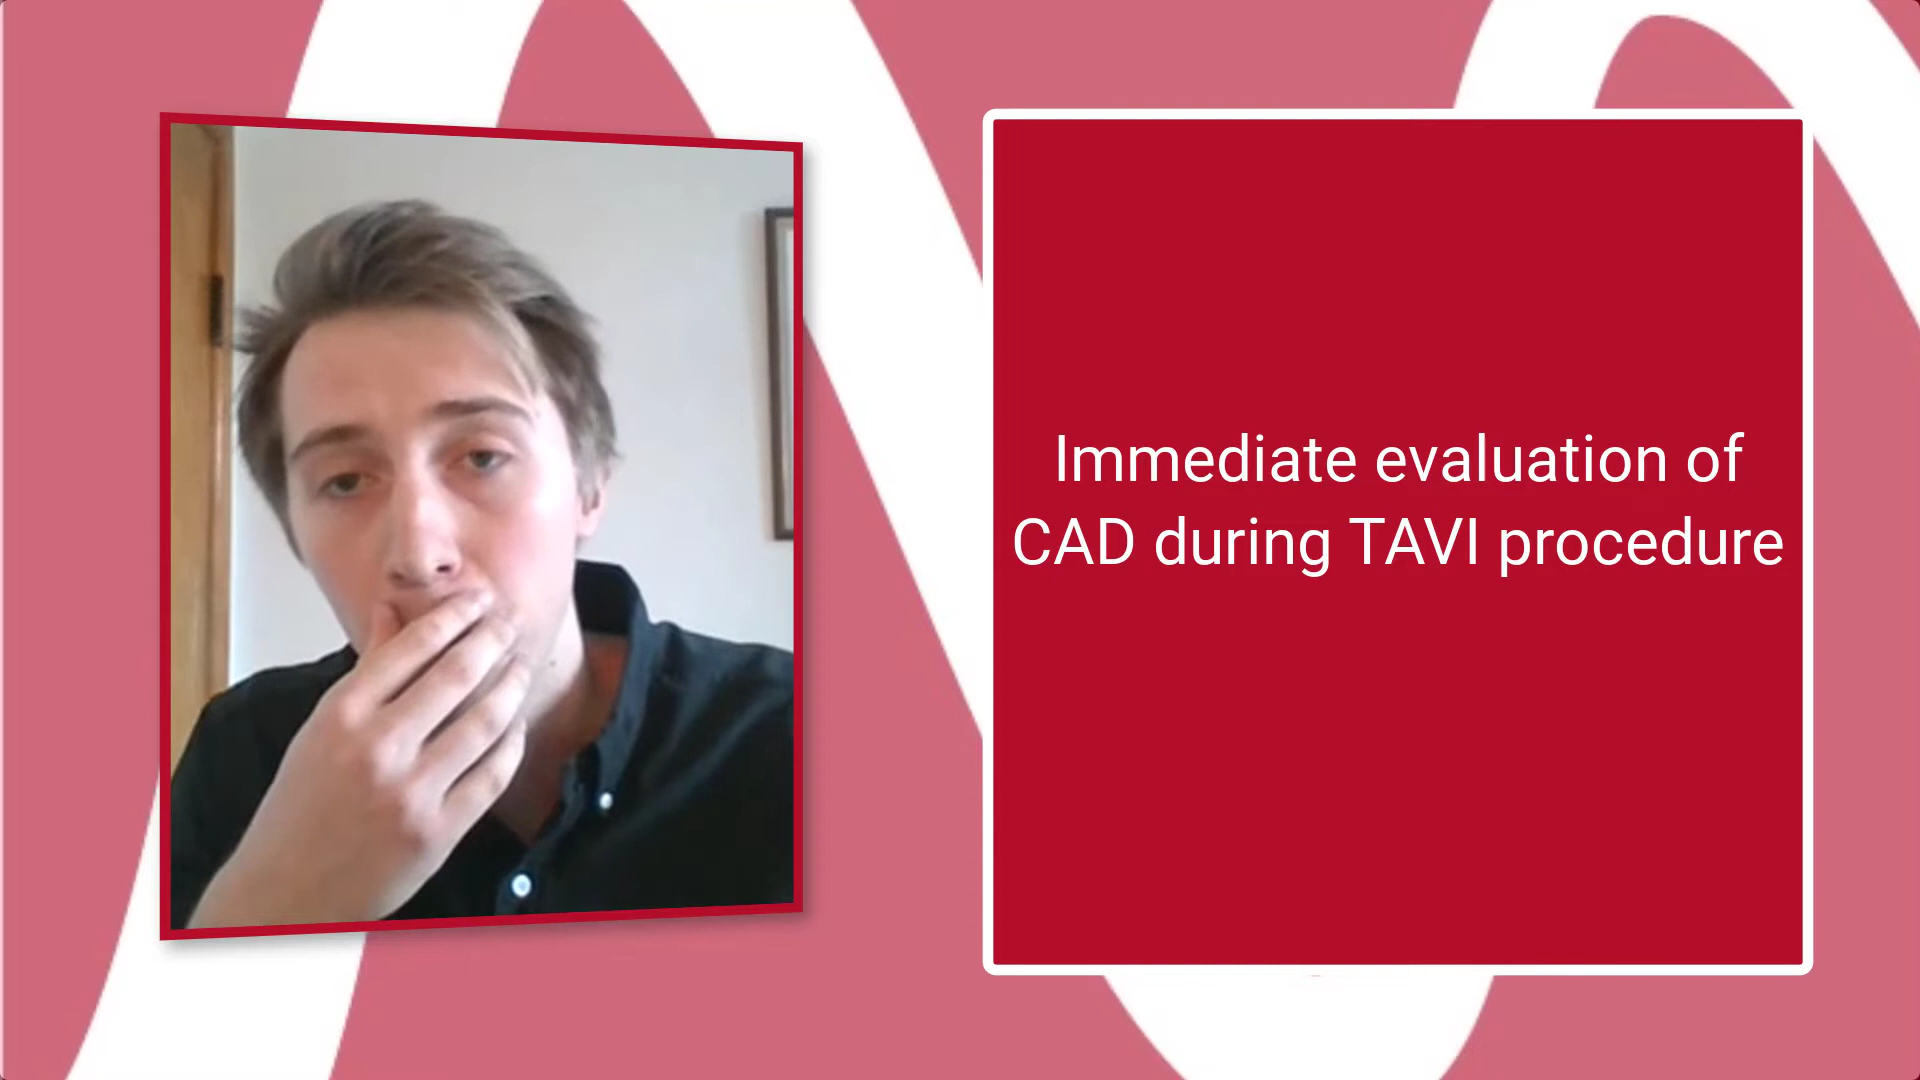 Immediate evaluation of
CAD during TAVI procedure